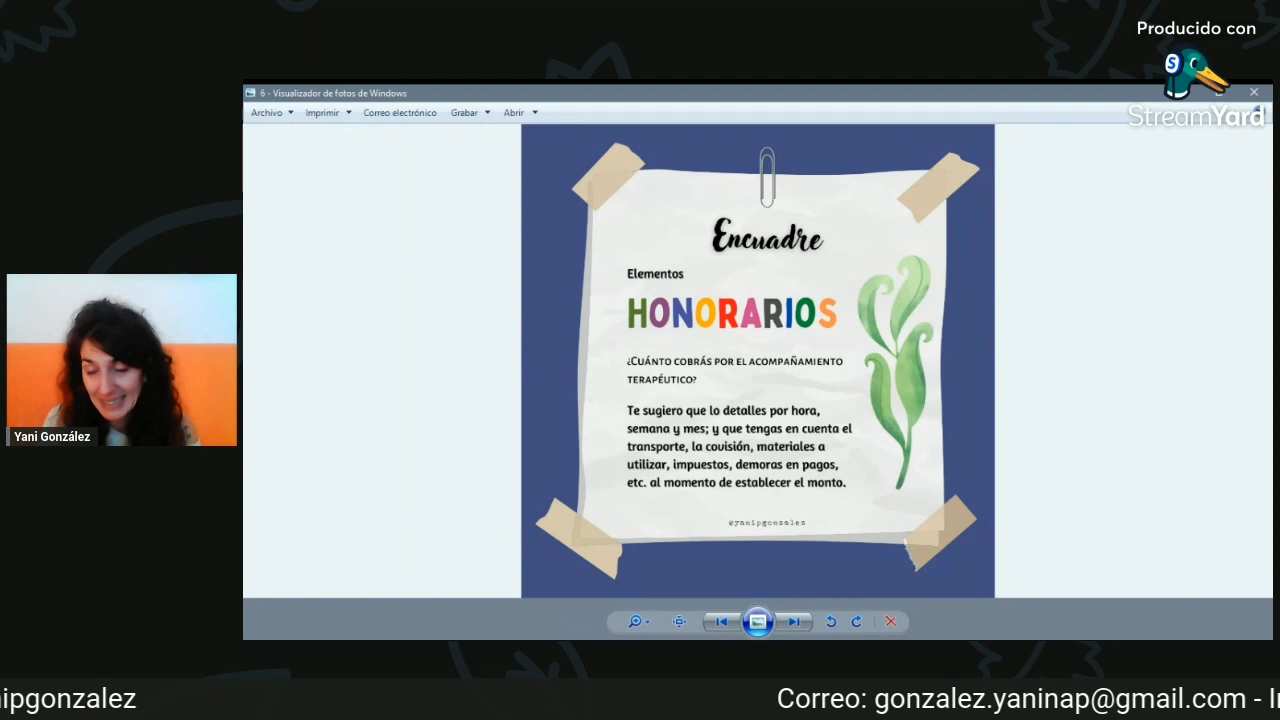 Producido con
StreamYard
6 - Visualizador de fotos de Windows
Archivo Imprimir Correo electrónico Grabar Abrir
Encuadre
Elementos
HONORARIOS
¿CUÁNTO COBRÁS POR EL ACOMPAÑAMIENTO
TERAPÉUTICO?
Te sugiero que lo detalles por hora,
semana y mes; y que tengas en cuenta el
transporte, la covisión, materiales a
utilizar, impuestos, demoras en pagos,
etc. al momento de establecer el monto.
@yanipgonzalez
Yani González
nipgonzalez Correo: gonzalez.yaninap@gmail.com - I